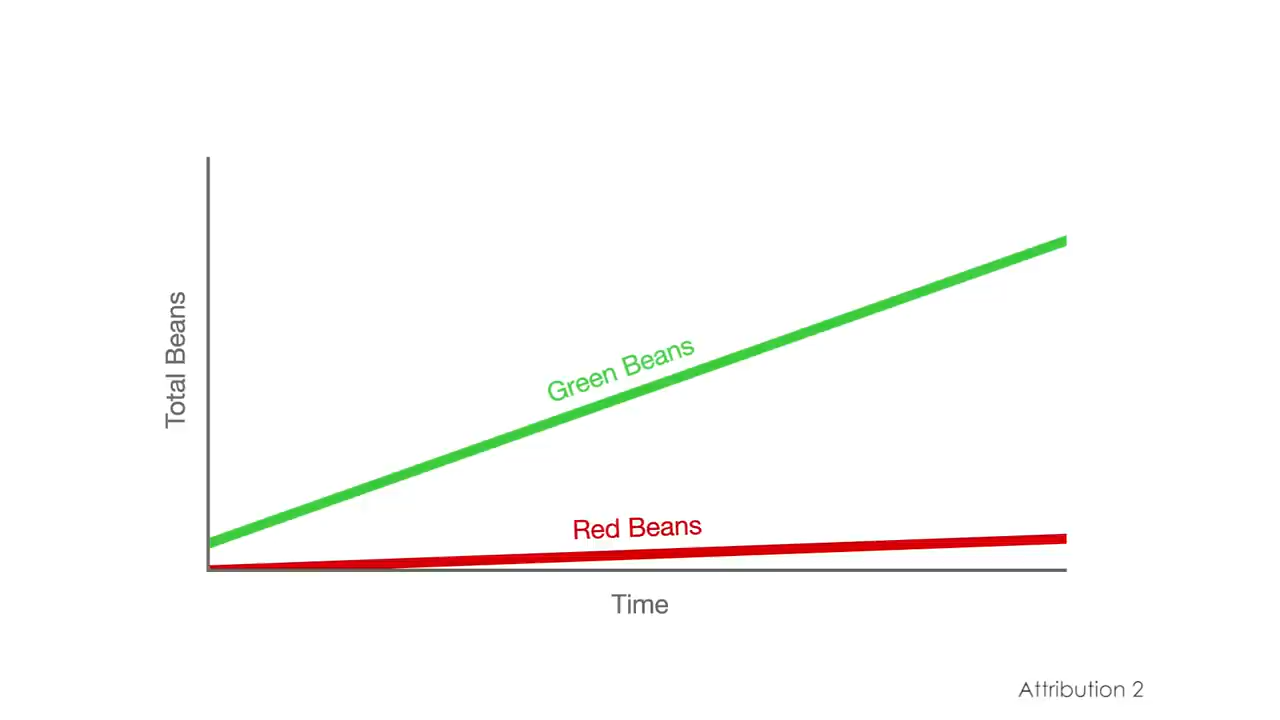 Total Beans
Green Beans
Red Beans
Time
Attribution 2